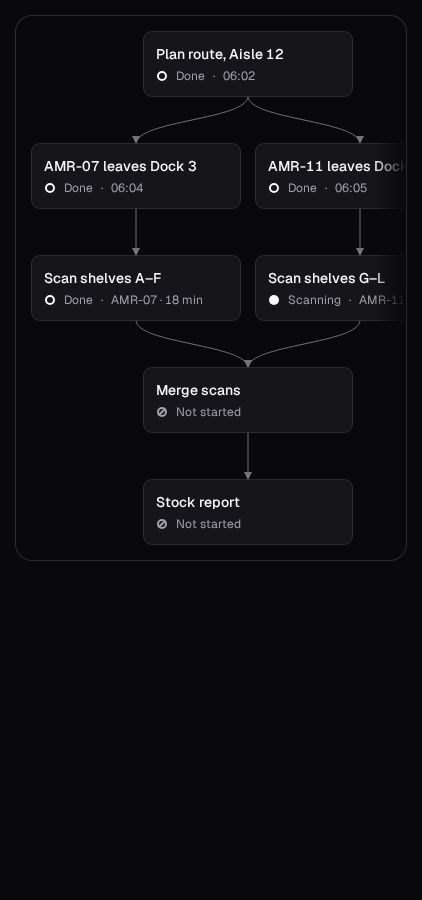 Plan route, Aisle 12
Done · 06:02
AMR-07 leaves Dock 3
Done · 06:04
AMR-11 leaves Dock
Done · 06:05
Scan shelves A–F
Done · AMR-07 · 18 min
Scan shelves G–L
Scanning · AMR-11
Merge scans
Not started
Stock report
Not started